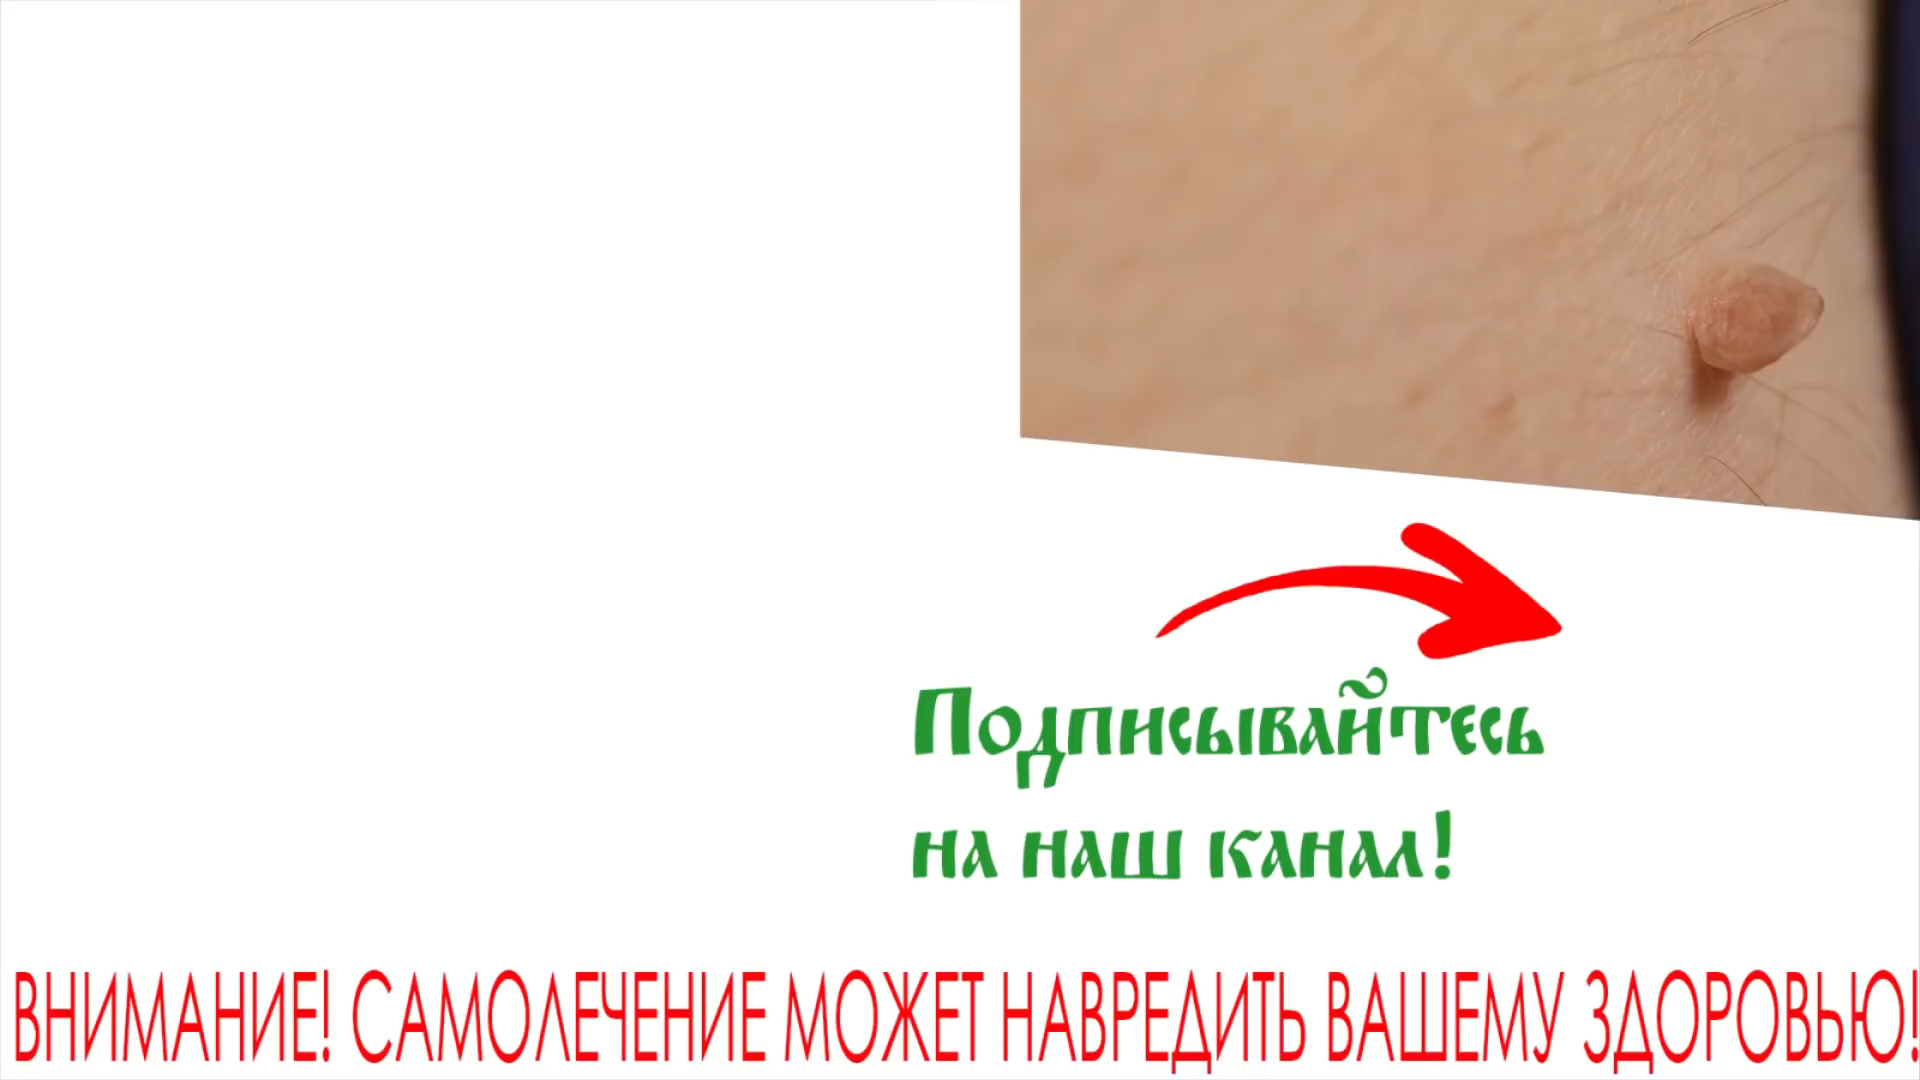 Подписывайтесь
на наш канал!
ВНИМАНИЕ! САМОЛЕЧЕНИЕ МОЖЕТ НАВРЕДИТЬ ВАШЕМУ ЗДОРОВЬЮ!